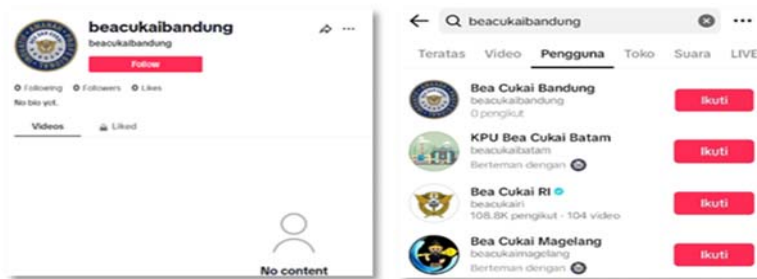 beacukaibandung
beacukaibandung
Follow
0 Following 0 Followers 0 Likes
No bio yet.
Videos Liked
No content
beacukaibandung
Teratas Video Pengguna Toko Suara LIVE
Bea Cukai Bandung
beacukaibandung
0 pengikut
Ikuti
KPU Bea Cukai Batam
beacukaibatam
Berteman dengan
Ikuti
Bea Cukai RI
beacukairi
108.8K pengikut · 104 video
Ikuti
Bea Cukai Magelang
beacukaimagelang
Berteman dengan
Ikuti